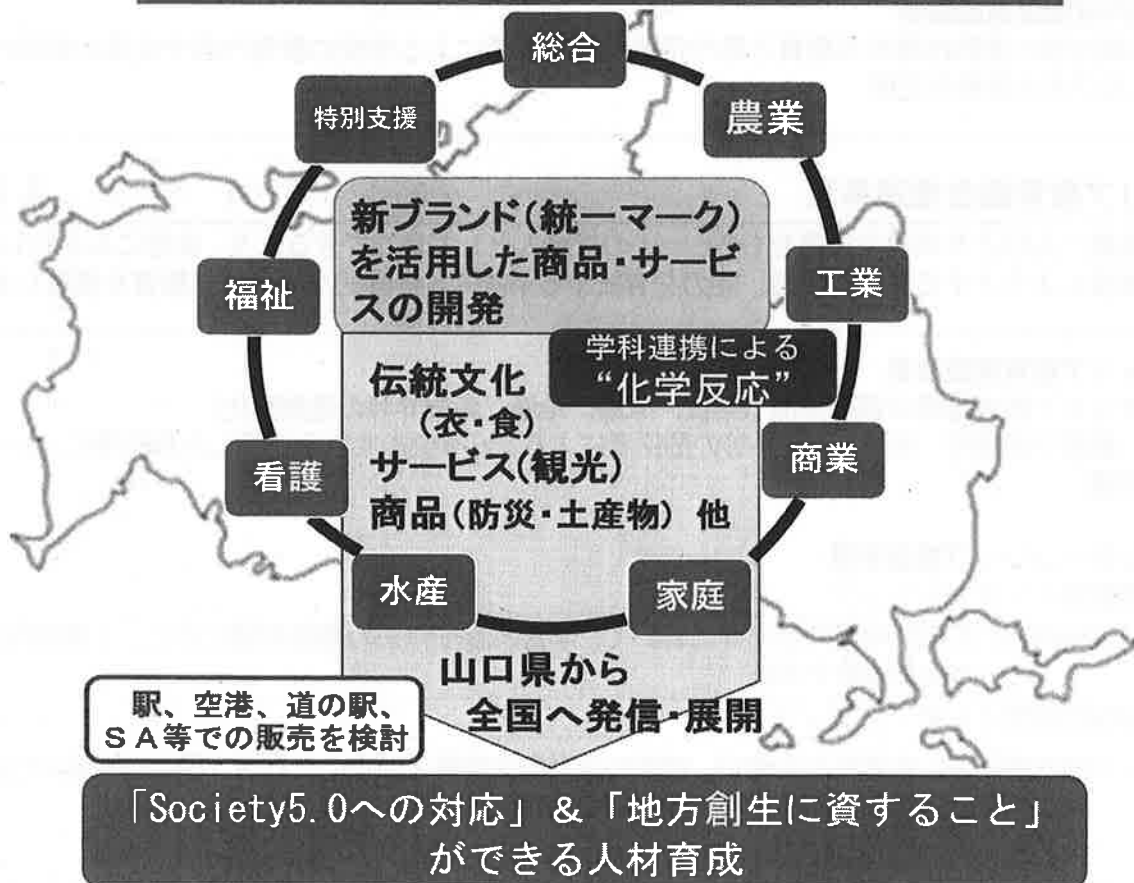 総合
特別支援
農業
新ブランド(統一マーク)
を活用した商品・サービ
スの開発
福祉
工業
学科連携による
“化学反応”
伝統文化
(衣・食)
サービス(観光)
商品(防災・土産物) 他
看護
商業
水産
家庭
山口県から
全国へ発信・展開
駅、空港、道の駅、
SA等での販売を検討
「Society5.0への対応」&「地方創生に資すること」
ができる人材育成